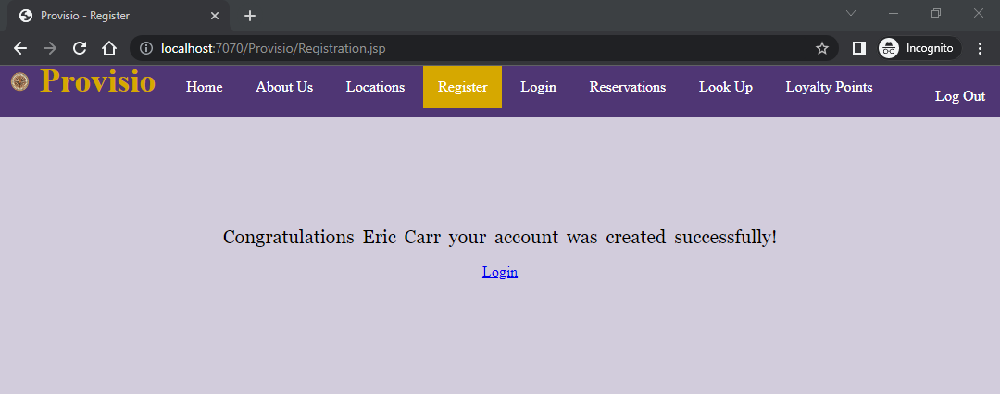 Provisio - Register
localhost:7070/Provisio/Registration.jsp
Incognito
Provisio Home About Us Locations Register Login Reservations Look Up Loyalty Points Log Out
Congratulations Eric Carr your account was created successfully!
Login